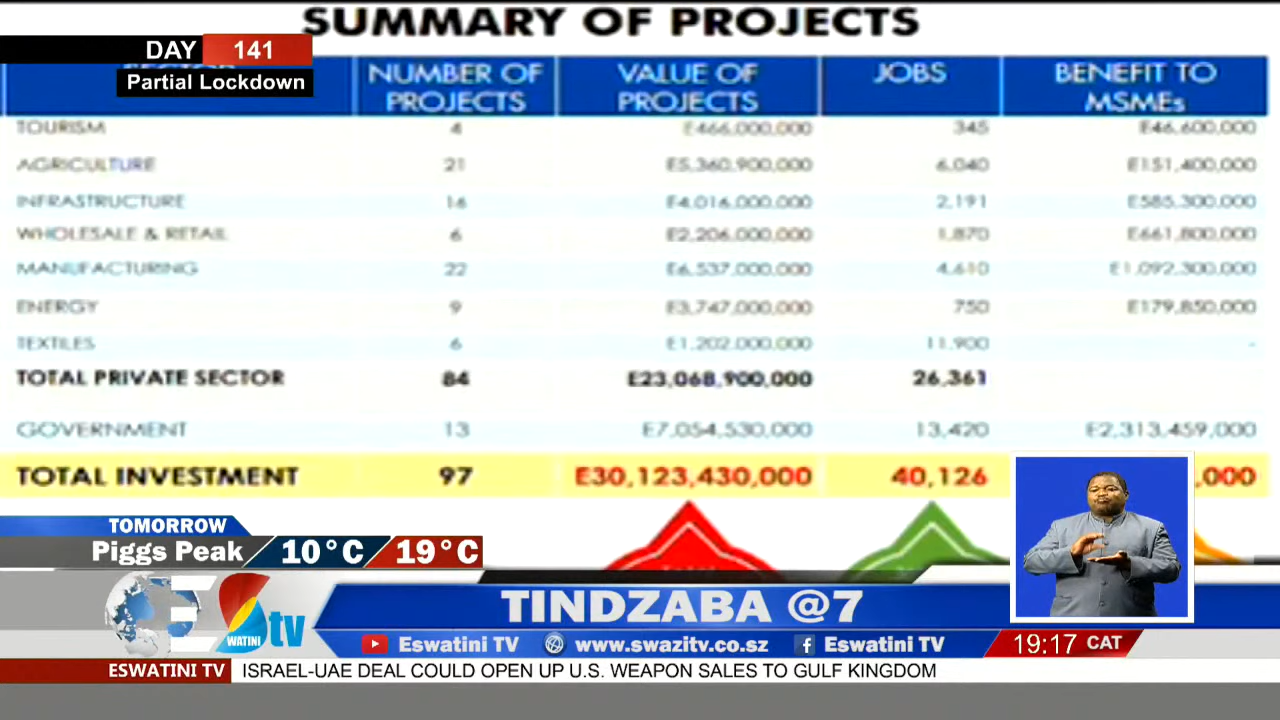 SUMMARY OF PROJECTS
DAY 141
Partial Lockdown
NUMBER OF PROJECTS VALUE OF PROJECTS JOBS BENEFIT TO MSMEs
TOURISM 4 E466,000,000 345 E46,600,000
AGRICULTURE 21 E5,360,900,000 6,040 E151,400,000
INFRASTRUCTURE 16 E4,016,000,000 2,191 E585,300,000
WHOLESALE & RETAIL 6 E2,206,000,000 1,870 E661,800,000
MANUFACTURING 22 E6,537,000,000 4,610 E1,092,300,000
ENERGY 9 E3,747,000,000 750 E179,850,000
TEXTILES 6 E1,202,000,000 11,900 -
TOTAL PRIVATE SECTOR 84 E23,068,900,000 26,361
GOVERNMENT 13 E7,054,530,000 13,420 E2,313,459,000
TOTAL INVESTMENT 97 E30,123,430,000 40,126 ,000
TOMORROW
Piggs Peak 10°C 19°C
E WATINI tv
TINDZABA @7
Eswatini TV www.swazitv.co.sz Eswatini TV 19:17 CAT
ESWATINI TV ISRAEL-UAE DEAL COULD OPEN UP U.S. WEAPON SALES TO GULF KINGDOM